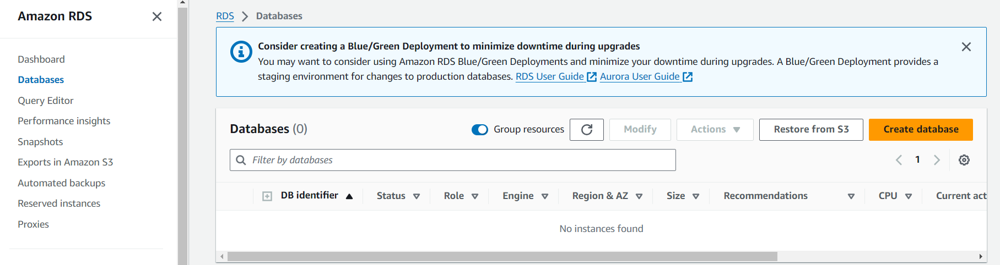 Amazon RDS
Dashboard
Databases
Query Editor
Performance insights
Snapshots
Exports in Amazon S3
Automated backups
Reserved instances
Proxies
RDS Databases
Consider creating a Blue/Green Deployment to minimize downtime during upgrades
You may want to consider using Amazon RDS Blue/Green Deployments and minimize your downtime during upgrades. A Blue/Green Deployment provides a
staging environment for changes to production databases. RDS User Guide Aurora User Guide
Databases (0) Group resources Modify Actions Restore from S3 Create database
Filter by databases 1
DB identifier Status Role Engine Region & AZ Size Recommendations CPU Current act
No instances found